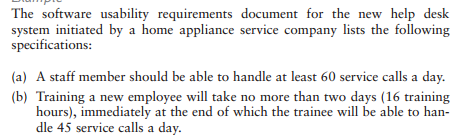 The software usability requirements document for the new help desk
system initiated by a home appliance service company lists the following
specifications:
(a) A staff member should be able to handle at least 60 service calls a day.
(b) Training a new employee will take no more than two days (16 training
hours), immediately at the end of which the trainee will be able to han-
dle 45 service calls a day.